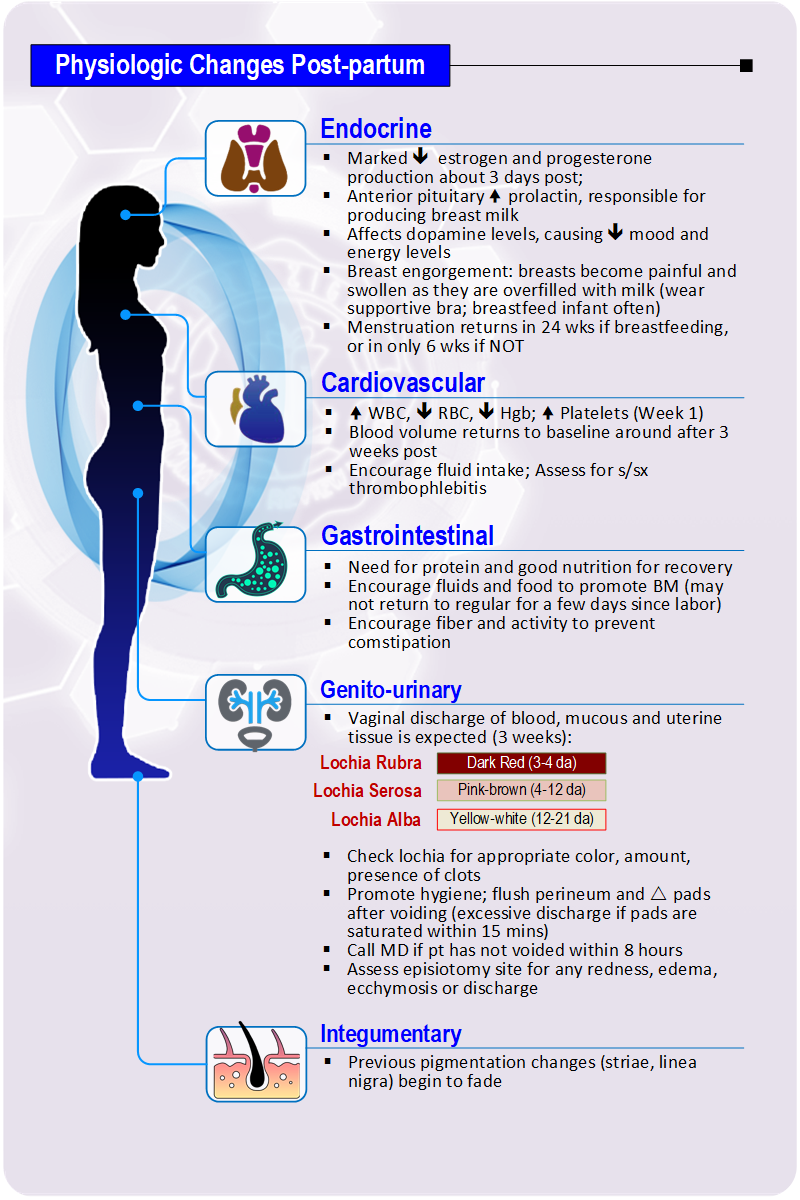 Physiologic Changes Post-partum
Endocrine
▪ Marked 🡻 estrogen and progesterone
production about 3 days post;
▪ Anterior pituitary 🡹 prolactin, responsible for
producing breast milk
▪ Affects dopamine levels, causing 🡻 mood and
energy levels
▪ Breast engorgement: breasts become painful and
swollen as they are overfilled with milk (wear
supportive bra; breastfeed infant often)
▪ Menstruation returns in 24 wks if breastfeeding,
or in only 6 wks if NOT
Cardiovascular
▪ 🡹 WBC, 🡻 RBC, 🡻 Hgb; 🡹 Platelets (Week 1)
▪ Blood volume returns to baseline around after 3
weeks post
▪ Encourage fluid intake; Assess for s/sx
thrombophlebitis
Gastrointestinal
▪ Need for protein and good nutrition for recovery
▪ Encourage fluids and food to promote BM (may
not return to regular for a few days since labor)
▪ Encourage fiber and activity to prevent
comstipation
Genito-urinary
▪ Vaginal discharge of blood, mucous and uterine
tissue is expected (3 weeks):
Lochia Rubra Dark Red (3-4 da)
Lochia Serosa Pink-brown (4-12 da)
Lochia Alba Yellow-white (12-21 da)
▪ Check lochia for appropriate color, amount,
presence of clots
▪ Promote hygiene; flush perineum and △ pads
after voiding (excessive discharge if pads are
saturated within 15 mins)
▪ Call MD if pt has not voided within 8 hours
▪ Assess episiotomy site for any redness, edema,
ecchymosis or discharge
Integumentary
▪ Previous pigmentation changes (striae, linea
nigra) begin to fade